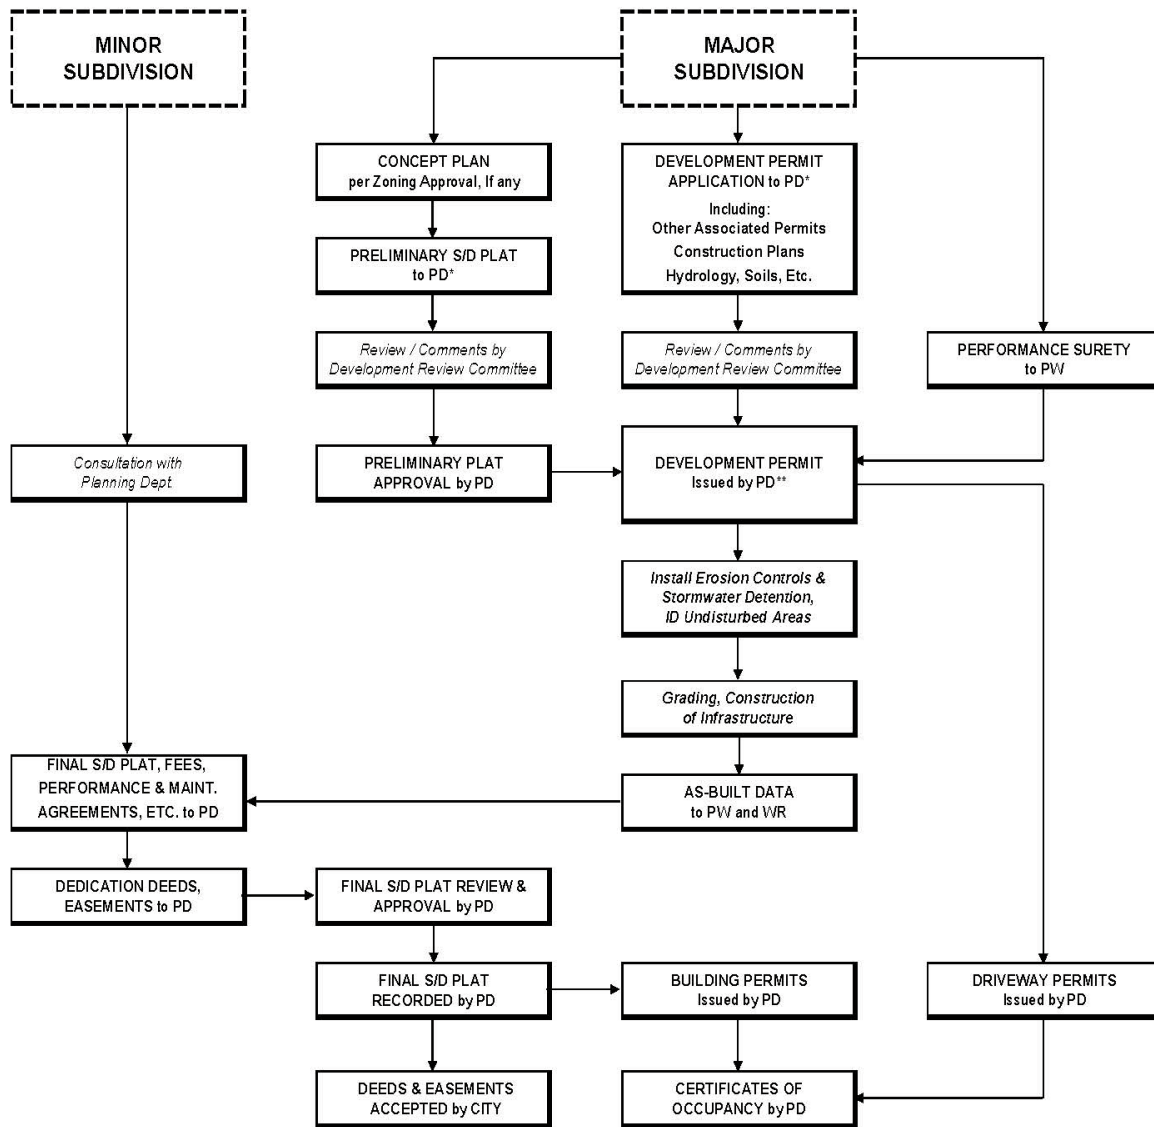 MINOR
SUBDIVISION
MAJOR
SUBDIVISION
CONCEPT PLAN
per Zoning Approval, If any
DEVELOPMENT PERMIT
APPLICATION to PD*
Including:
Other Associated Permits
Construction Plans
Hydrology, Soils, Etc.
PRELIMINARY S/D PLAT
to PD*
Review / Comments by
Development Review Committee
Review / Comments by
Development Review Committee
PERFORMANCE SURETY
to PW
Consultation with
Planning Dept.
PRELIMINARY PLAT
APPROVAL by PD
DEVELOPMENT PERMIT
Issued by PD**
Install Erosion Controls &
Stormwater Detention,
ID Undisturbed Areas
Grading, Construction
of Infrastructure
FINAL S/D PLAT, FEES,
PERFORMANCE & MAINT.
AGREEMENTS, ETC. to PD
AS-BUILT DATA
to PW and WR
DEDICATION DEEDS,
EASEMENTS to PD
FINAL S/D PLAT REVIEW &
APPROVAL by PD
FINAL S/D PLAT
RECORDED by PD
BUILDING PERMITS
Issued by PD
DRIVEWAY PERMITS
Issued by PD
DEEDS & EASEMENTS
ACCEPTED by CITY
CERTIFICATES OF
OCCUPANCY by PD